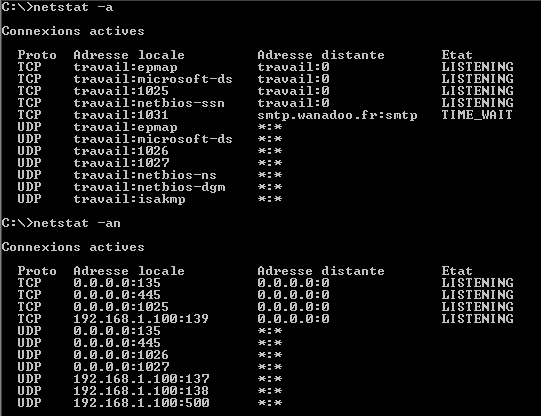 C:\>netstat -a
Connexions actives
Proto  Adresse locale         Adresse distante       Etat
TCP    travail:epmap          travail:0              LISTENING
TCP    travail:microsoft-ds   travail:0              LISTENING
TCP    travail:1025           travail:0              LISTENING
TCP    travail:netbios-ssn    travail:0              LISTENING
TCP    travail:1031           smtp.wanadoo.fr:smtp   TIME_WAIT
UDP    travail:epmap          *:*
UDP    travail:microsoft-ds   *:*
UDP    travail:1026           *:*
UDP    travail:1027           *:*
UDP    travail:netbios-ns     *:*
UDP    travail:netbios-dgm    *:*
UDP    travail:isakmp         *:*
C:\>netstat -an
Connexions actives
Proto  Adresse locale         Adresse distante       Etat
TCP    0.0.0.0:135            0.0.0.0:0              LISTENING
TCP    0.0.0.0:445            0.0.0.0:0              LISTENING
TCP    0.0.0.0:1025           0.0.0.0:0              LISTENING
TCP    192.168.1.100:139      0.0.0.0:0              LISTENING
UDP    0.0.0.0:135            *:*
UDP    0.0.0.0:445            *:*
UDP    0.0.0.0:1026           *:*
UDP    0.0.0.0:1027           *:*
UDP    192.168.1.100:137      *:*
UDP    192.168.1.100:138      *:*
UDP    192.168.1.100:500      *:*